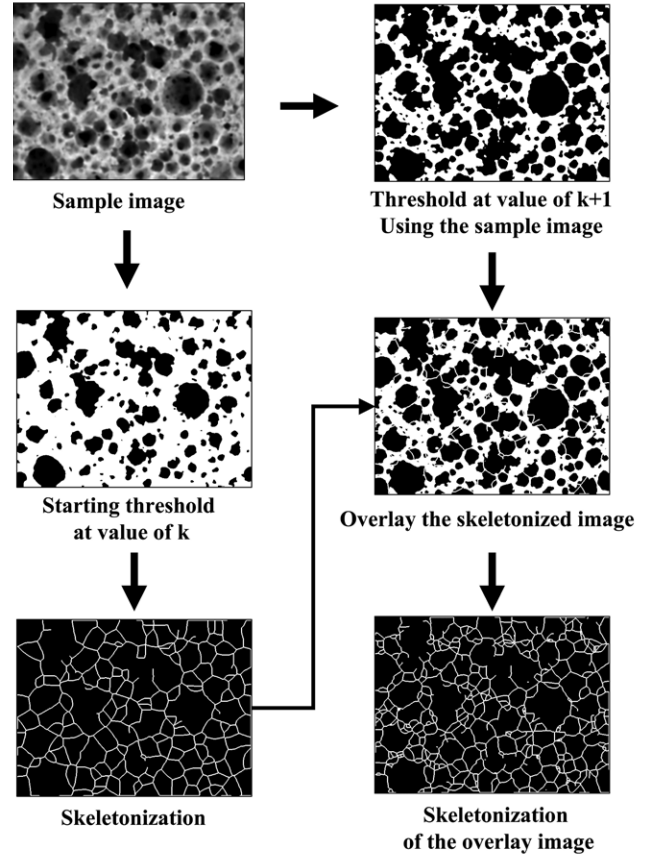 Sample image
Threshold at value of k+1
Using the sample image
Starting threshold
at value of k
Overlay the skeletonized image
Skeletonization
Skeletonization
of the overlay image